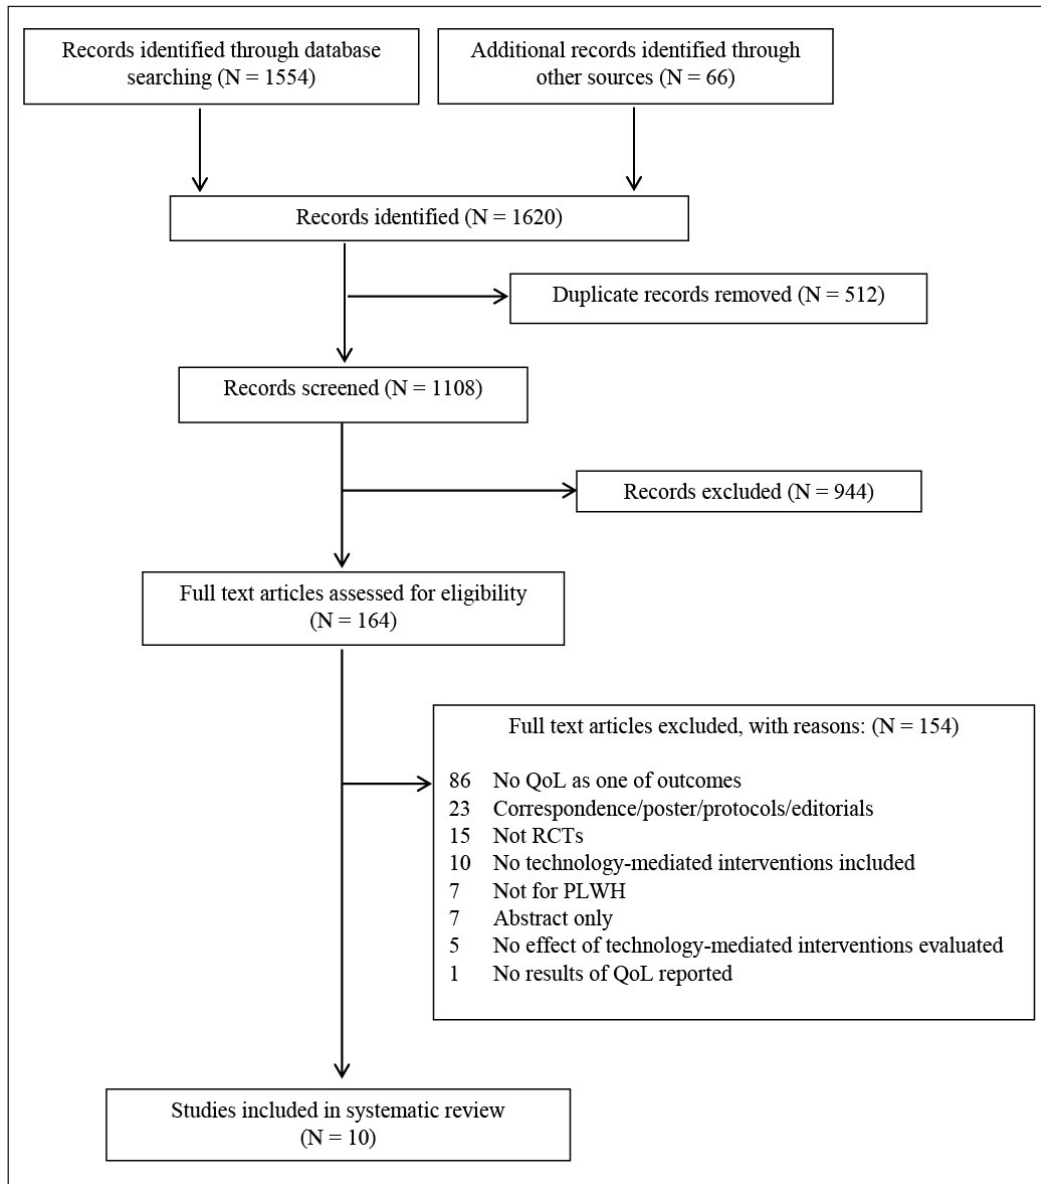 Records identified through database
searching (N = 1554)
Additional records identified through
other sources (N = 66)
Records identified (N = 1620)
Duplicate records removed (N = 512)
Records screened (N = 1108)
Records excluded (N = 944)
Full text articles assessed for eligibility
(N = 164)
Full text articles excluded, with reasons: (N = 154)
86 No QoL as one of outcomes
23 Correspondence/poster/protocols/editorials
15 Not RCTs
10 No technology-mediated interventions included
7 Not for PLWH
7 Abstract only
5 No effect of technology-mediated interventions evaluated
1 No results of QoL reported
Studies included in systematic review
(N = 10)